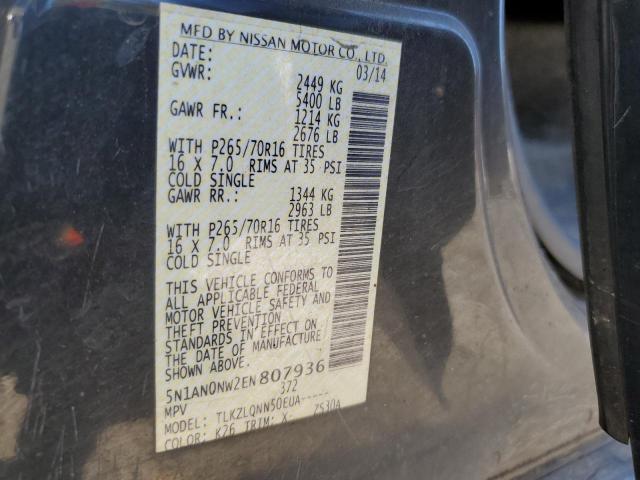 MFD BY NISSAN MOTOR CO., LTD.
DATE: 03/14
GVWR: 2449 KG
5400 LB
GAWR FR.: 1214 KG
2676 LB
WITH P265/70R16 TIRES
16 X 7.0 RIMS AT 35 PSI
COLD SINGLE
GAWR RR.: 1344 KG
2963 LB
WITH P265/70R16 TIRES
16 X 7.0 RIMS AT 35 PSI
COLD SINGLE
THIS VEHICLE CONFORMS TO
ALL APPLICABLE FEDERAL
MOTOR VEHICLE SAFETY AND
THEFT PREVENTION
STANDARDS IN EFFECT ON
THE DATE OF MANUFACTURE
SHOWN ABOVE.
5N1AN0NW2EN807936
MPV 372
MODEL: TLKZLQNN50EUA-----
COLOR: K26 TRIM: X ZS30A